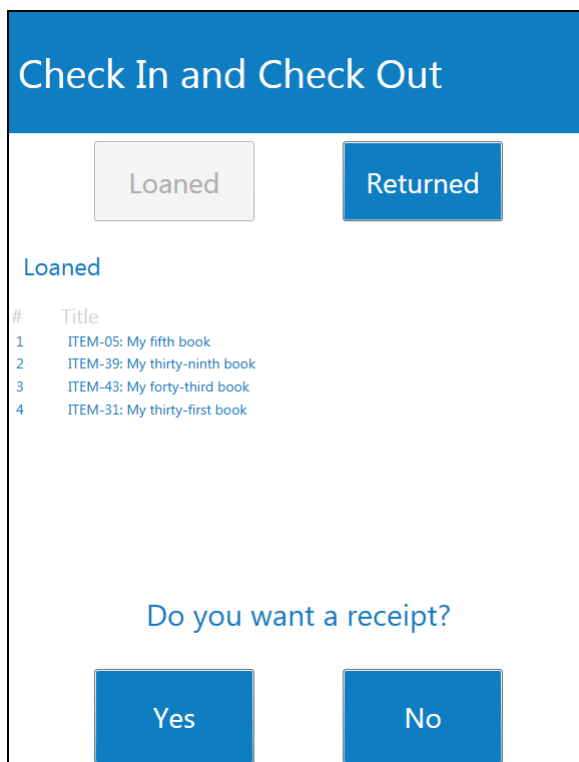 Check In and Check Out
Loaned Returned
Loaned
# Title
1 ITEM-05: My fifth book
2 ITEM-39: My thirty-ninth book
3 ITEM-43: My forty-third book
4 ITEM-31: My thirty-first book
Do you want a receipt?
Yes No